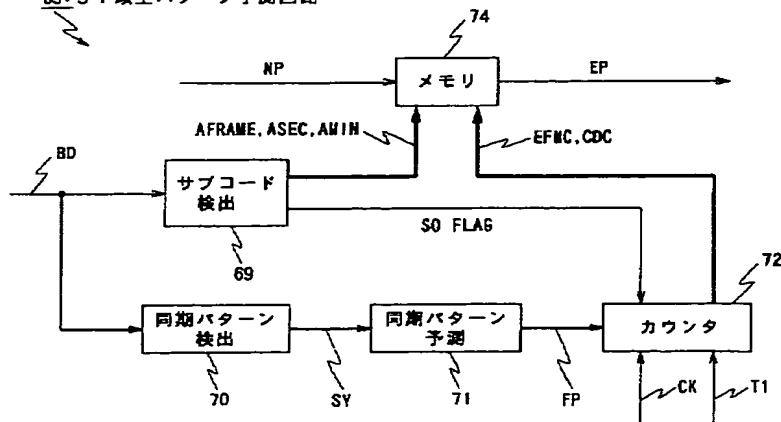 74
NP
メモリ
EP
AFRAME,ASEC,AMIN
EFMC,CDC
BD
サブコード
検出
S0 FLAG
69
72
同期パターン
検出
同期パターン
予測
カウンタ
70
SY
71
FP
CK
T1